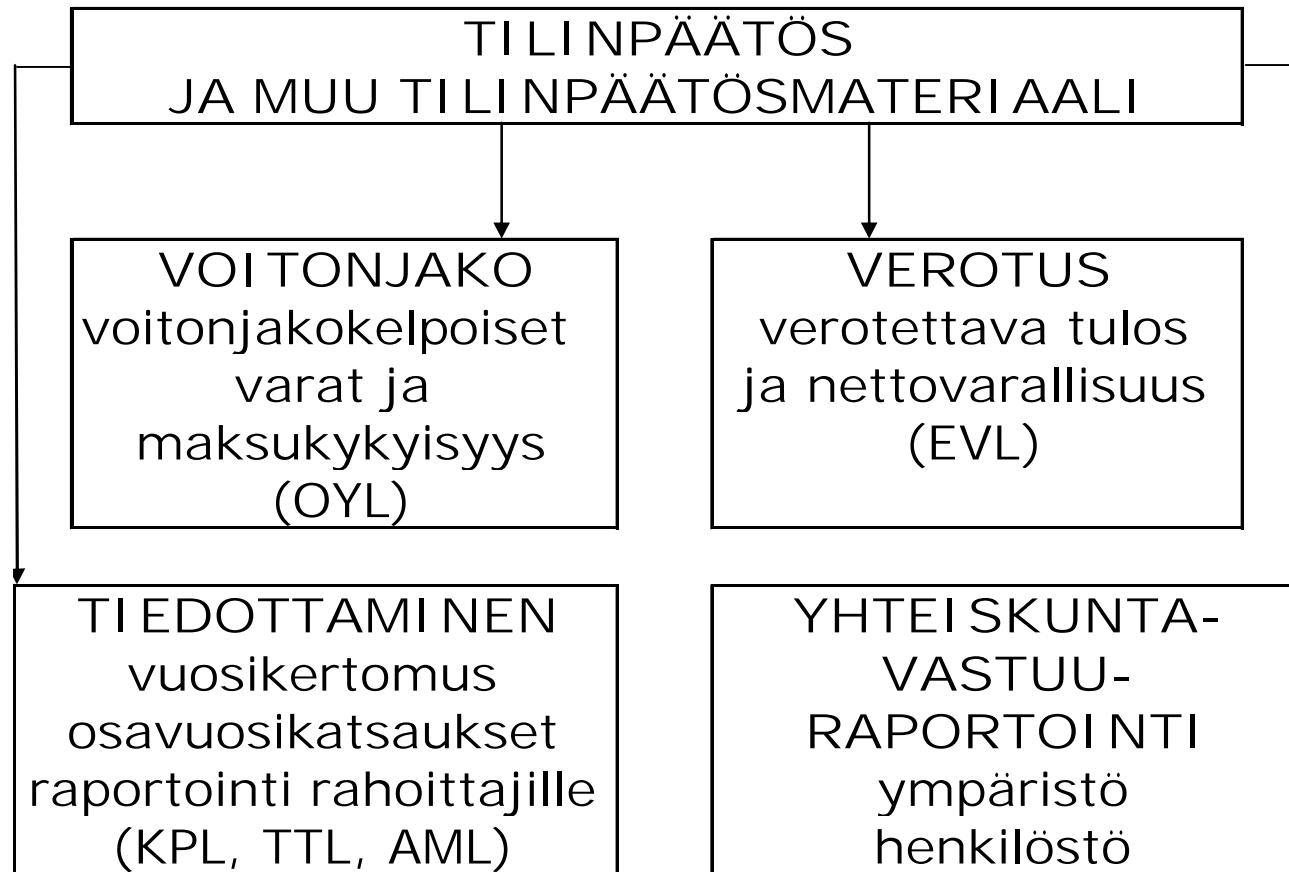 TILINPÄÄTÖS
JA MUU TILINPÄÄTÖSMATERIAALI
VOITONJAKO
voitonjakokelpoiset
varat ja
maksukykyisyys
(OYL)
VEROTUS
verotettava tulos
ja nettovarallisuus
(EVL)
TIEDOTTAMINEN
vuosikertomus
osavuosikatsaukset
raportointi rahoittajille
(KPL, TTL, AML)
YHTEISKUNTA-
VASTUU-
RAPORTOINTI
ympäristö
henkilöstö